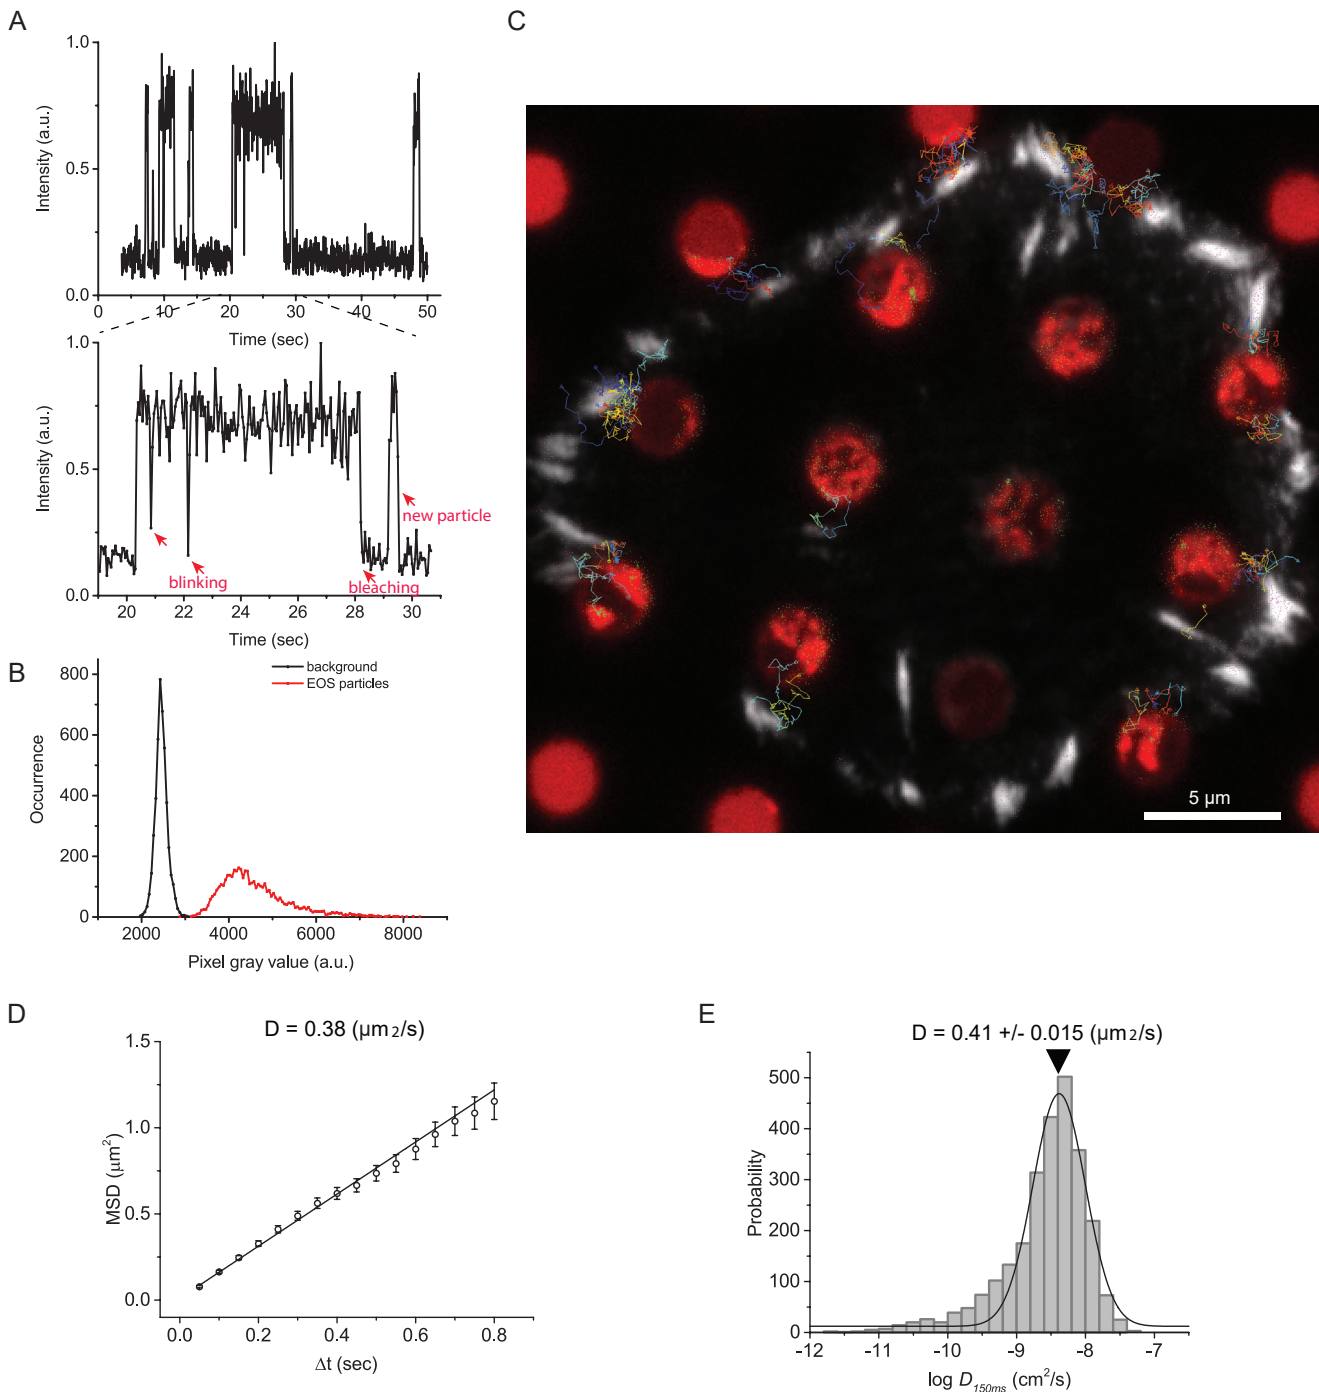 A
Intensity (a.u.)
1.0
0.5
0.0
0 10 20 30 40 50
Time (sec)
Intensity (a.u.)
1.0
0.5
0.0
blinking
bleaching
new particle
20 22 24 26 28 30
Time (sec)
B
background
EOS particles
Occurrence
800
600
400
200
0
2000 4000 6000 8000
Pixel gray value (a.u.)
C
5 µm
D
D = 0.38 (µm2/s)
MSD (µm²)
1.5
1.0
0.5
0.0
0.0 0.2 0.4 0.6 0.8
Δt (sec)
E
D = 0.41 +/- 0.015 (µm2/s)
Probability
500
400
300
200
100
0
-12 -11 -10 -9 -8 -7
log D150ms (cm²/s)